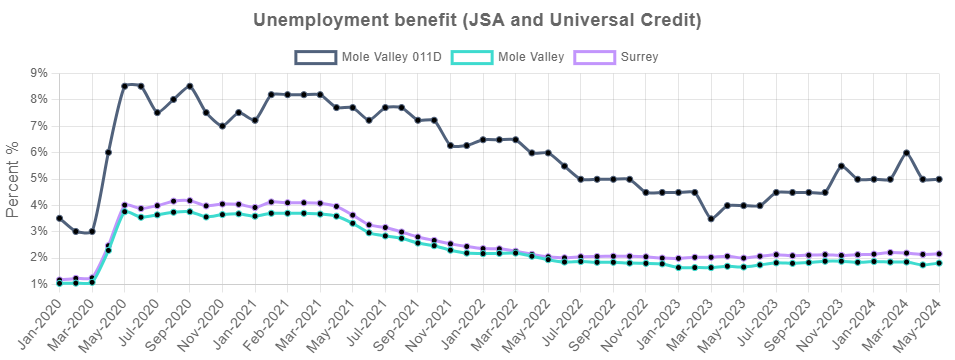 Unemployment benefit (JSA and Universal Credit)
Mole Valley 011D Mole Valley Surrey
9%
8%
7%
6%
5%
4%
3%
2%
1%
Percent %
Jan-2020 Mar-2020 May-2020 Jul-2020 Sep-2020 Nov-2020 Jan-2021 Feb-2021 Mar-2021 May-2021 Jul-2021 Sep-2021 Nov-2021 Jan-2022 Mar-2022 May-2022 Jul-2022 Sep-2022 Nov-2022 Jan-2023 Mar-2023 May-2023 Jul-2023 Sep-2023 Nov-2023 Jan-2024 Mar-2024 May-2024